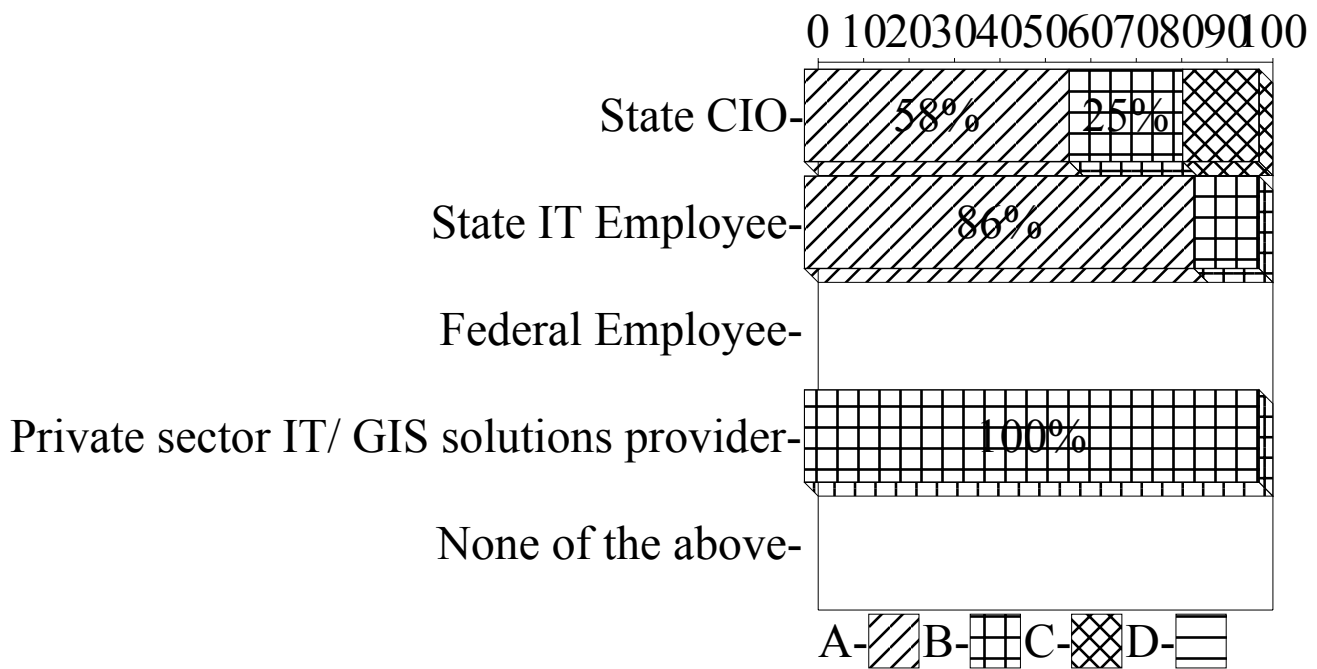 0 10 20 30 40 50 60 70 80 90 100
State CIO- 58% 25%
State IT Employee- 86%
Federal Employee-
Private sector IT/ GIS solutions provider- 100%
None of the above-
A- B- C- D-